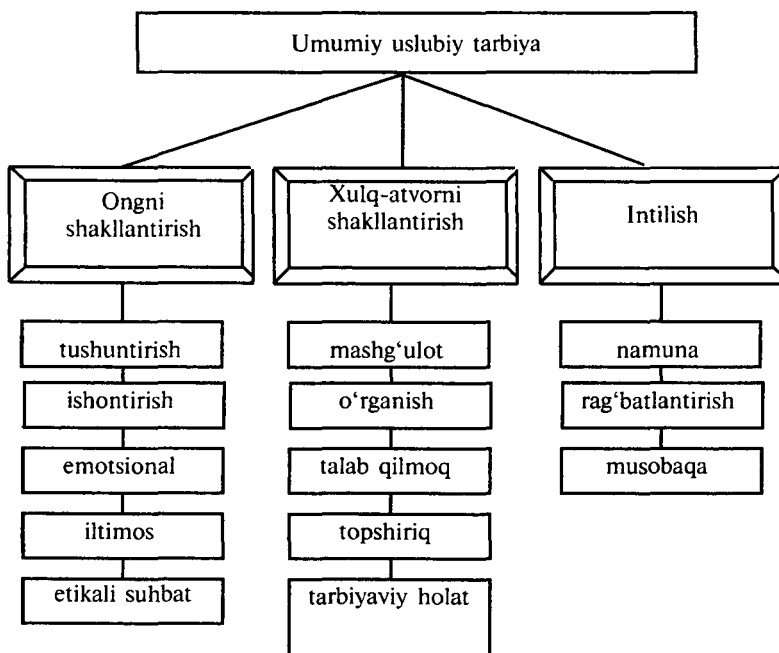 Umumiy uslubiy tarbiya
Ongni
shakllantirish
Xulq-atvorni
shakllantirish
Intilish
tushuntirish
ishontirish
emotsional
iltimos
etikali suhbat
mashg‘ulot
o‘rganish
talab qilmoq
topshiriq
tarbiyaviy holat
namuna
rag‘batlantirish
musobaqa